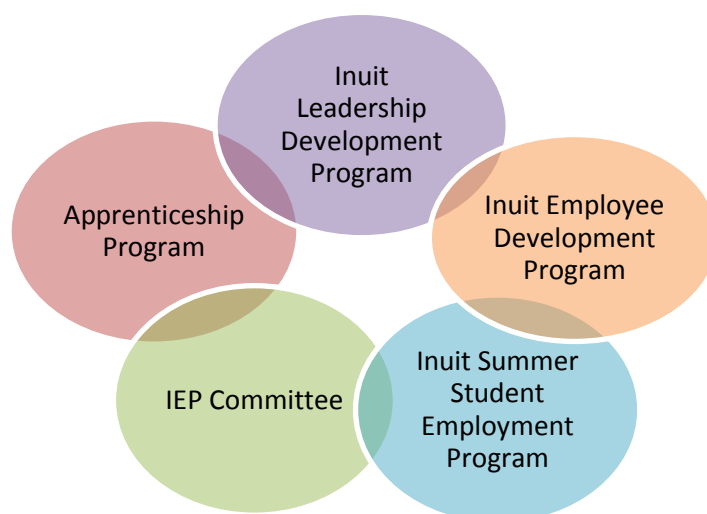 Inuit
Leadership
Development
Program
Apprenticeship
Program
Inuit Employee
Development
Program
IEP Committee
Inuit Summer
Student
Employment
Program